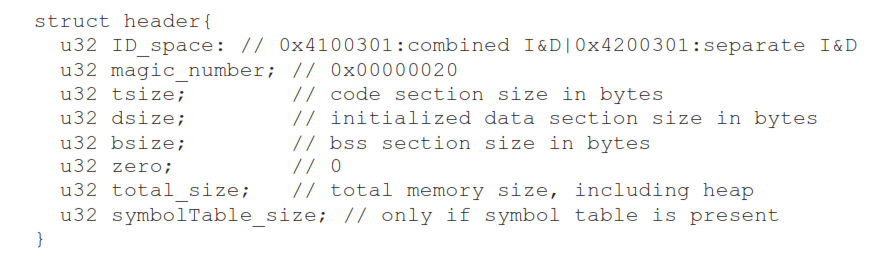 struct header{
u32 ID_space: // 0x4100301:combined I&D|0x4200301:separate I&D
u32 magic_number; // 0x00000020
u32 tsize; // code section size in bytes
u32 dsize; // initialized data section size in bytes
u32 bsize; // bss section size in bytes
u32 zero; // 0
u32 total_size; // total memory size, including heap
u32 symbolTable_size; // only if symbol table is present
}